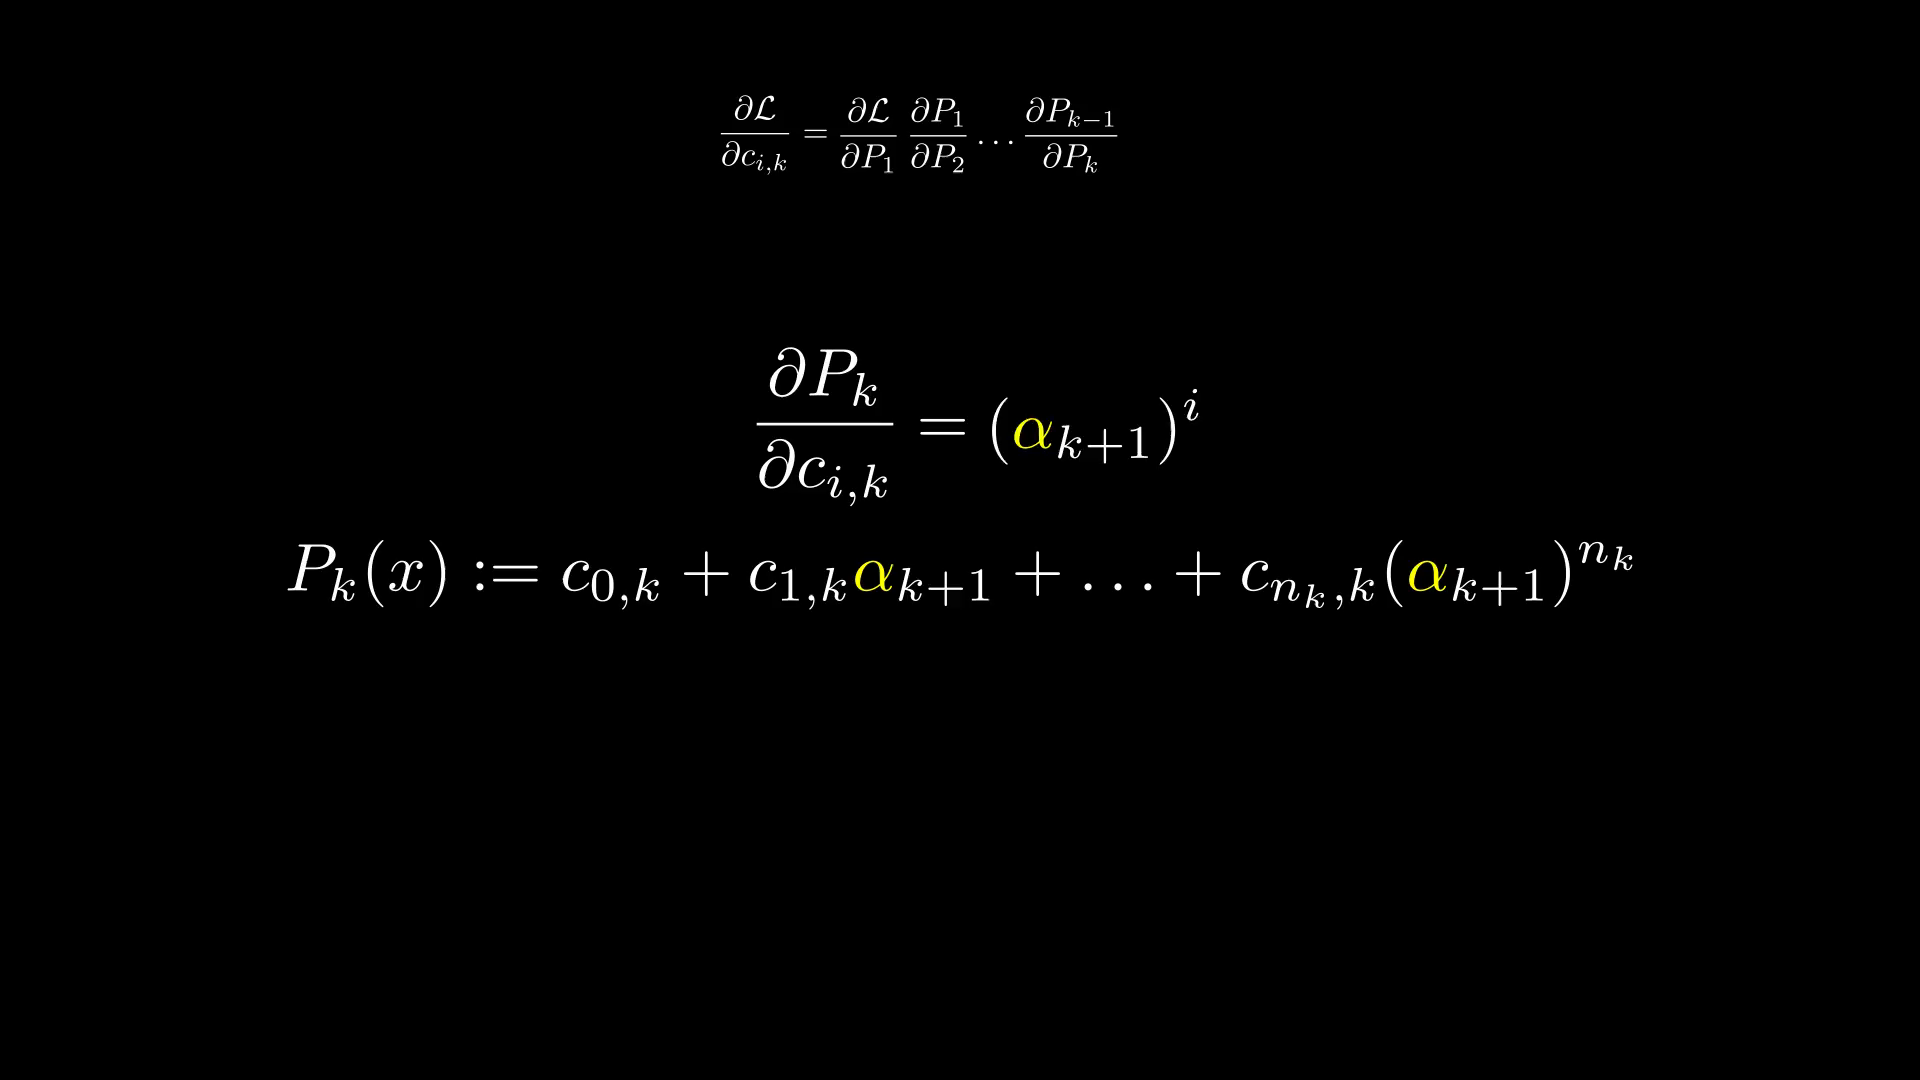 ∂ℒ/∂c_{i,k} = ∂ℒ/∂P_1 ∂P_1/∂P_2 … ∂P_{k−1}/∂P_k
∂P_k/∂c_{i,k} = (α_{k+1})^i
P_k(x) := c_{0,k} + c_{1,k}α_{k+1} + … + c_{n_k,k}(α_{k+1})^{n_k}